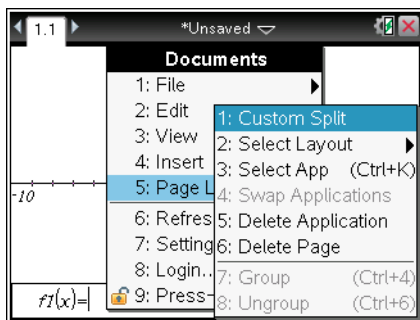 1.1 *Unsaved
Documents
1: File
2: Edit
3: View
4: Insert
5: Page L
6: Refres
7: Setting
8: Login..
9: Press-
1: Custom Split
2: Select Layout
3: Select App (Ctrl+K)
4: Swap Applications
5: Delete Application
6: Delete Page
7: Group (Ctrl+4)
8: Ungroup (Ctrl+6)
-10
f1(x)=